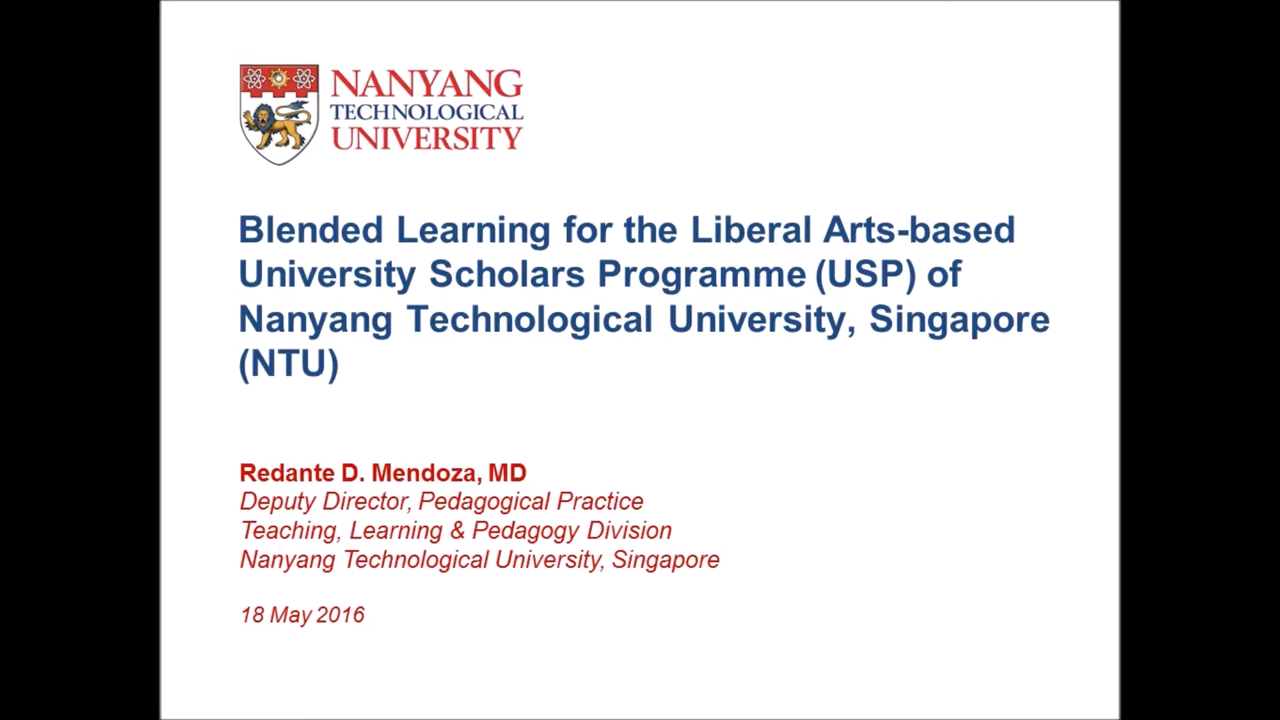 NANYANG
TECHNOLOGICAL
UNIVERSITY
Blended Learning for the Liberal Arts-based
University Scholars Programme (USP) of
Nanyang Technological University, Singapore
(NTU)
Redante D. Mendoza, MD
Deputy Director, Pedagogical Practice
Teaching, Learning & Pedagogy Division
Nanyang Technological University, Singapore
18 May 2016